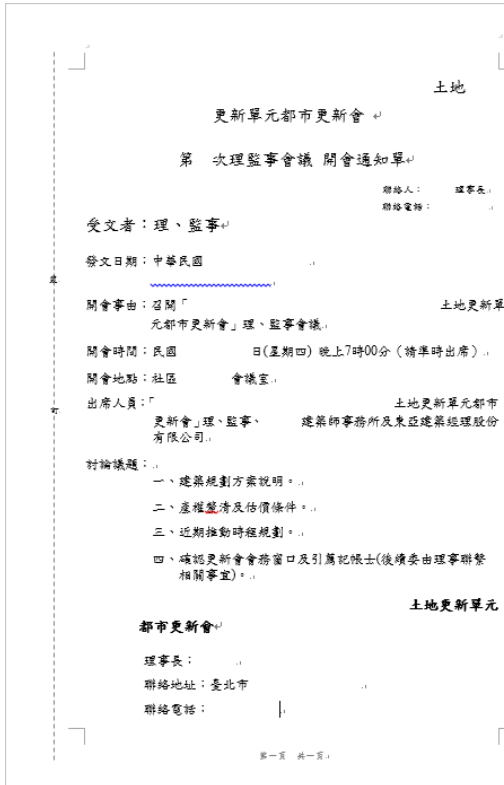 土地
更新單元都市更新會
第 次理監事會議 開會通知單
聯絡人： 理事長
聯絡電話：
受文者：理、監事
發文日期：中華民國
裝
開會事由：召開「 土地更新單
元都市更新會」理、監事會議
開會時間：民國 日(星期四) 晚上7時00分（請準時出席）
開會地點：社區 會議室
訂
出席人員：「 土地更新單元都市
更新會」理、監事、 建築師事務所及東亞建築經理股份
有限公司
討論議題：
一、建築規劃方案說明。
二、產權釐清及估價條件。
三、近期推動時程規劃。
四、確認更新會會務窗口及引薦記帳士(後續委由理事聯繫
相關事宜)。
土地更新單元
都市更新會
理事長：
聯絡地址：臺北市
聯絡電話：
第一頁 共一頁